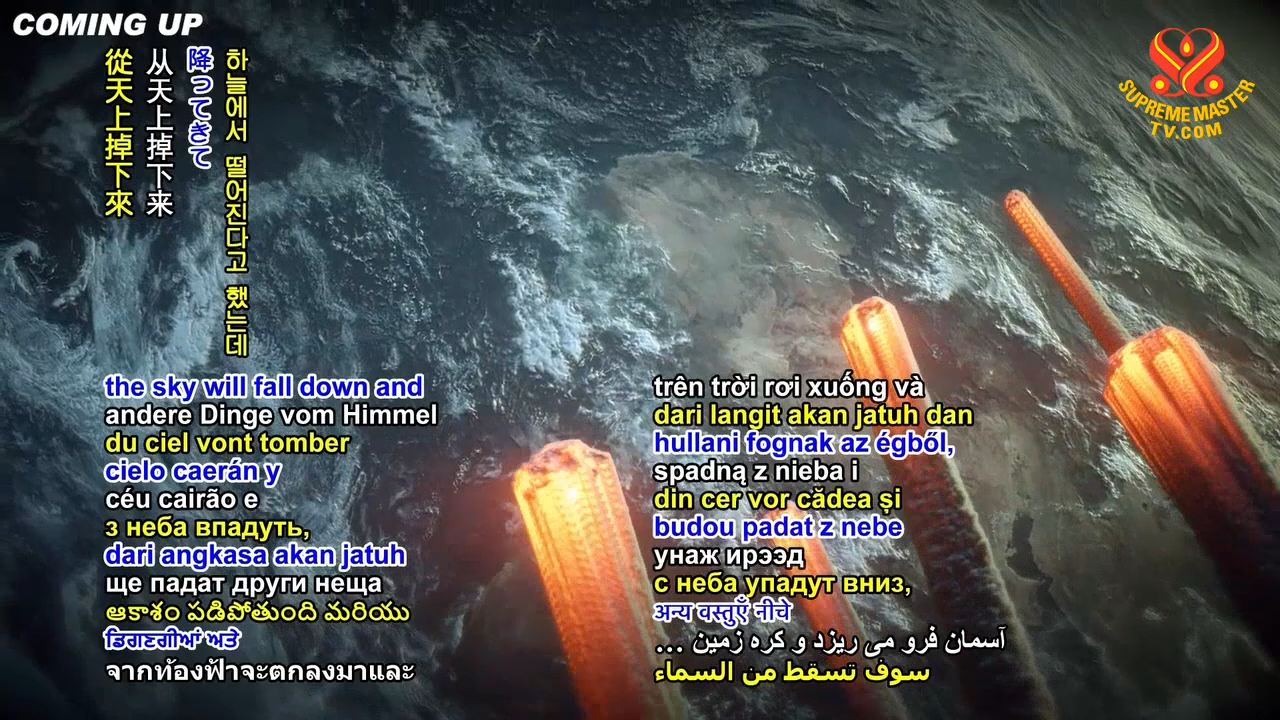 COMING UP
SUPREME MASTER
TV.COM
從天上掉下來
从天上掉下来
降ってきて
하늘에서 떨어진다고 했는데
the sky will fall down and
andere Dinge vom Himmel
du ciel vont tomber
cielo caerán y
céu cairão e
з неба впадуть,
dari angkasa akan jatuh
ще падат други неща
ఆకాశం పడిపోతుంది మరియు
ਡਿਗਣਗੀਆਂ ਅਤੇ
จากท้องฟ้าจะตกลงมาและ
trên trời rơi xuống và
dari langit akan jatuh dan
hullani fognak az égből,
spadną z nieba i
din cer vor cădea și
budou padat z nebe
унаж ирээд
с неба упадут вниз,
अन्य वस्तुएँ नीचे
آسمان فرو می ریزد و کره زمین ...
سوف تسقط من السماء